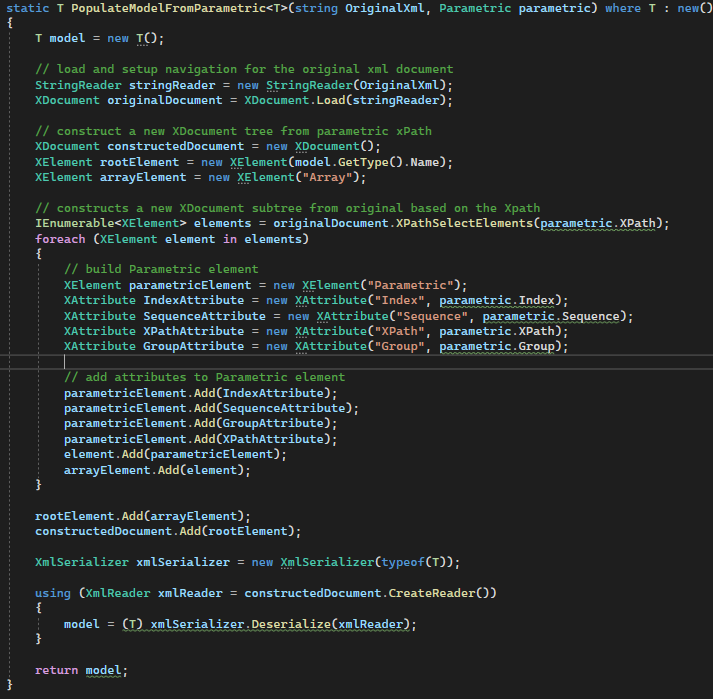 static T PopulateModelFromParametric<T>(string OriginalXml, Parametric parametric) where T : new()
{
    T model = new T();

    // load and setup navigation for the original xml document
    StringReader stringReader = new StringReader(OriginalXml);
    XDocument originalDocument = XDocument.Load(stringReader);

    // construct a new XDocument tree from parametric xPath
    XDocument constructedDocument = new XDocument();
    XElement rootElement = new XElement(model.GetType().Name);
    XElement arrayElement = new XElement("Array");

    // constructs a new XDocument subtree from original based on the Xpath
    IEnumerable<XElement> elements = originalDocument.XPathSelectElements(parametric.XPath);
    foreach (XElement element in elements)
    {
        // build Parametric element
        XElement parametricElement = new XElement("Parametric");
        XAttribute IndexAttribute = new XAttribute("Index", parametric.Index);
        XAttribute SequenceAttribute = new XAttribute("Sequence", parametric.Sequence);
        XAttribute XPathAttribute = new XAttribute("XPath", parametric.XPath);
        XAttribute GroupAttribute = new XAttribute("Group", parametric.Group);

        // add attributes to Parametric element
        parametricElement.Add(IndexAttribute);
        parametricElement.Add(SequenceAttribute);
        parametricElement.Add(GroupAttribute);
        parametricElement.Add(XPathAttribute);
        element.Add(parametricElement);
        arrayElement.Add(element);
    }

    rootElement.Add(arrayElement);
    constructedDocument.Add(rootElement);

    XmlSerializer xmlSerializer = new XmlSerializer(typeof(T));

    using (XmlReader xmlReader = constructedDocument.CreateReader())
    {
        model = (T) xmlSerializer.Deserialize(xmlReader);
    }

    return model;
}